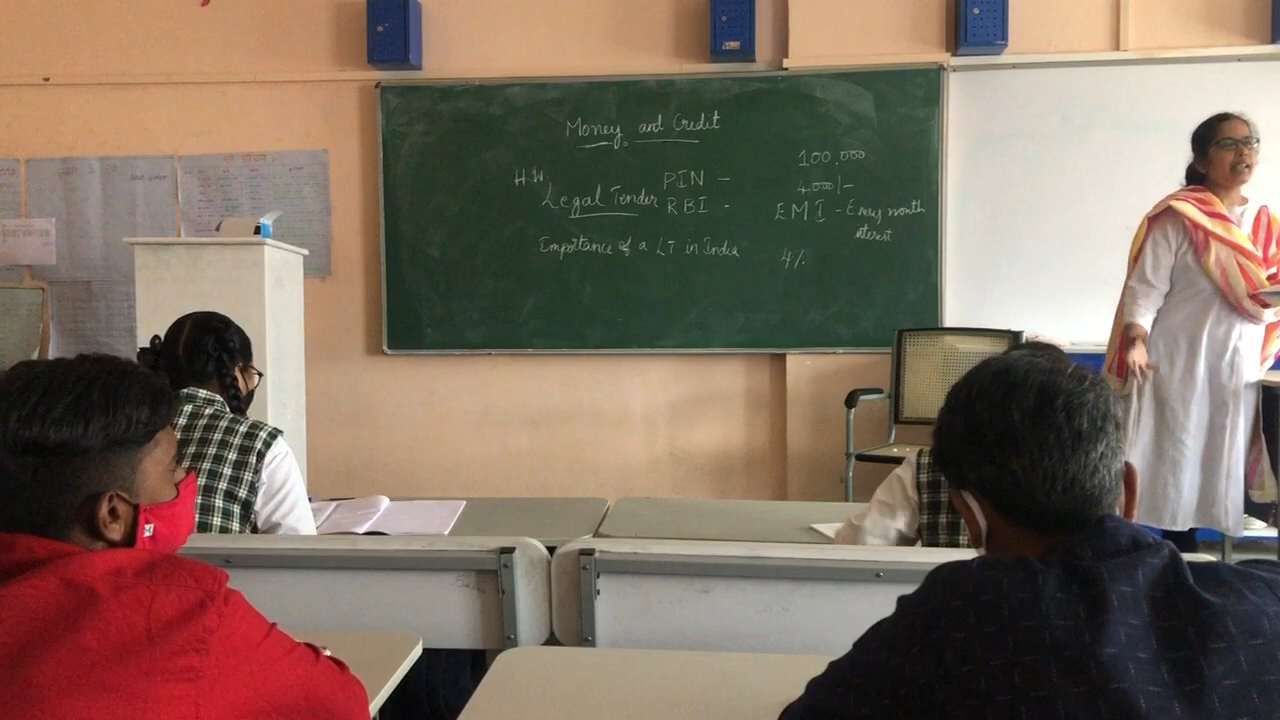 Money and Credit
H.W.
Legal Tender
PIN -
RBI -
Importance of a LT in India
100,000
4,000/-
EMI - Every month
interest
4%